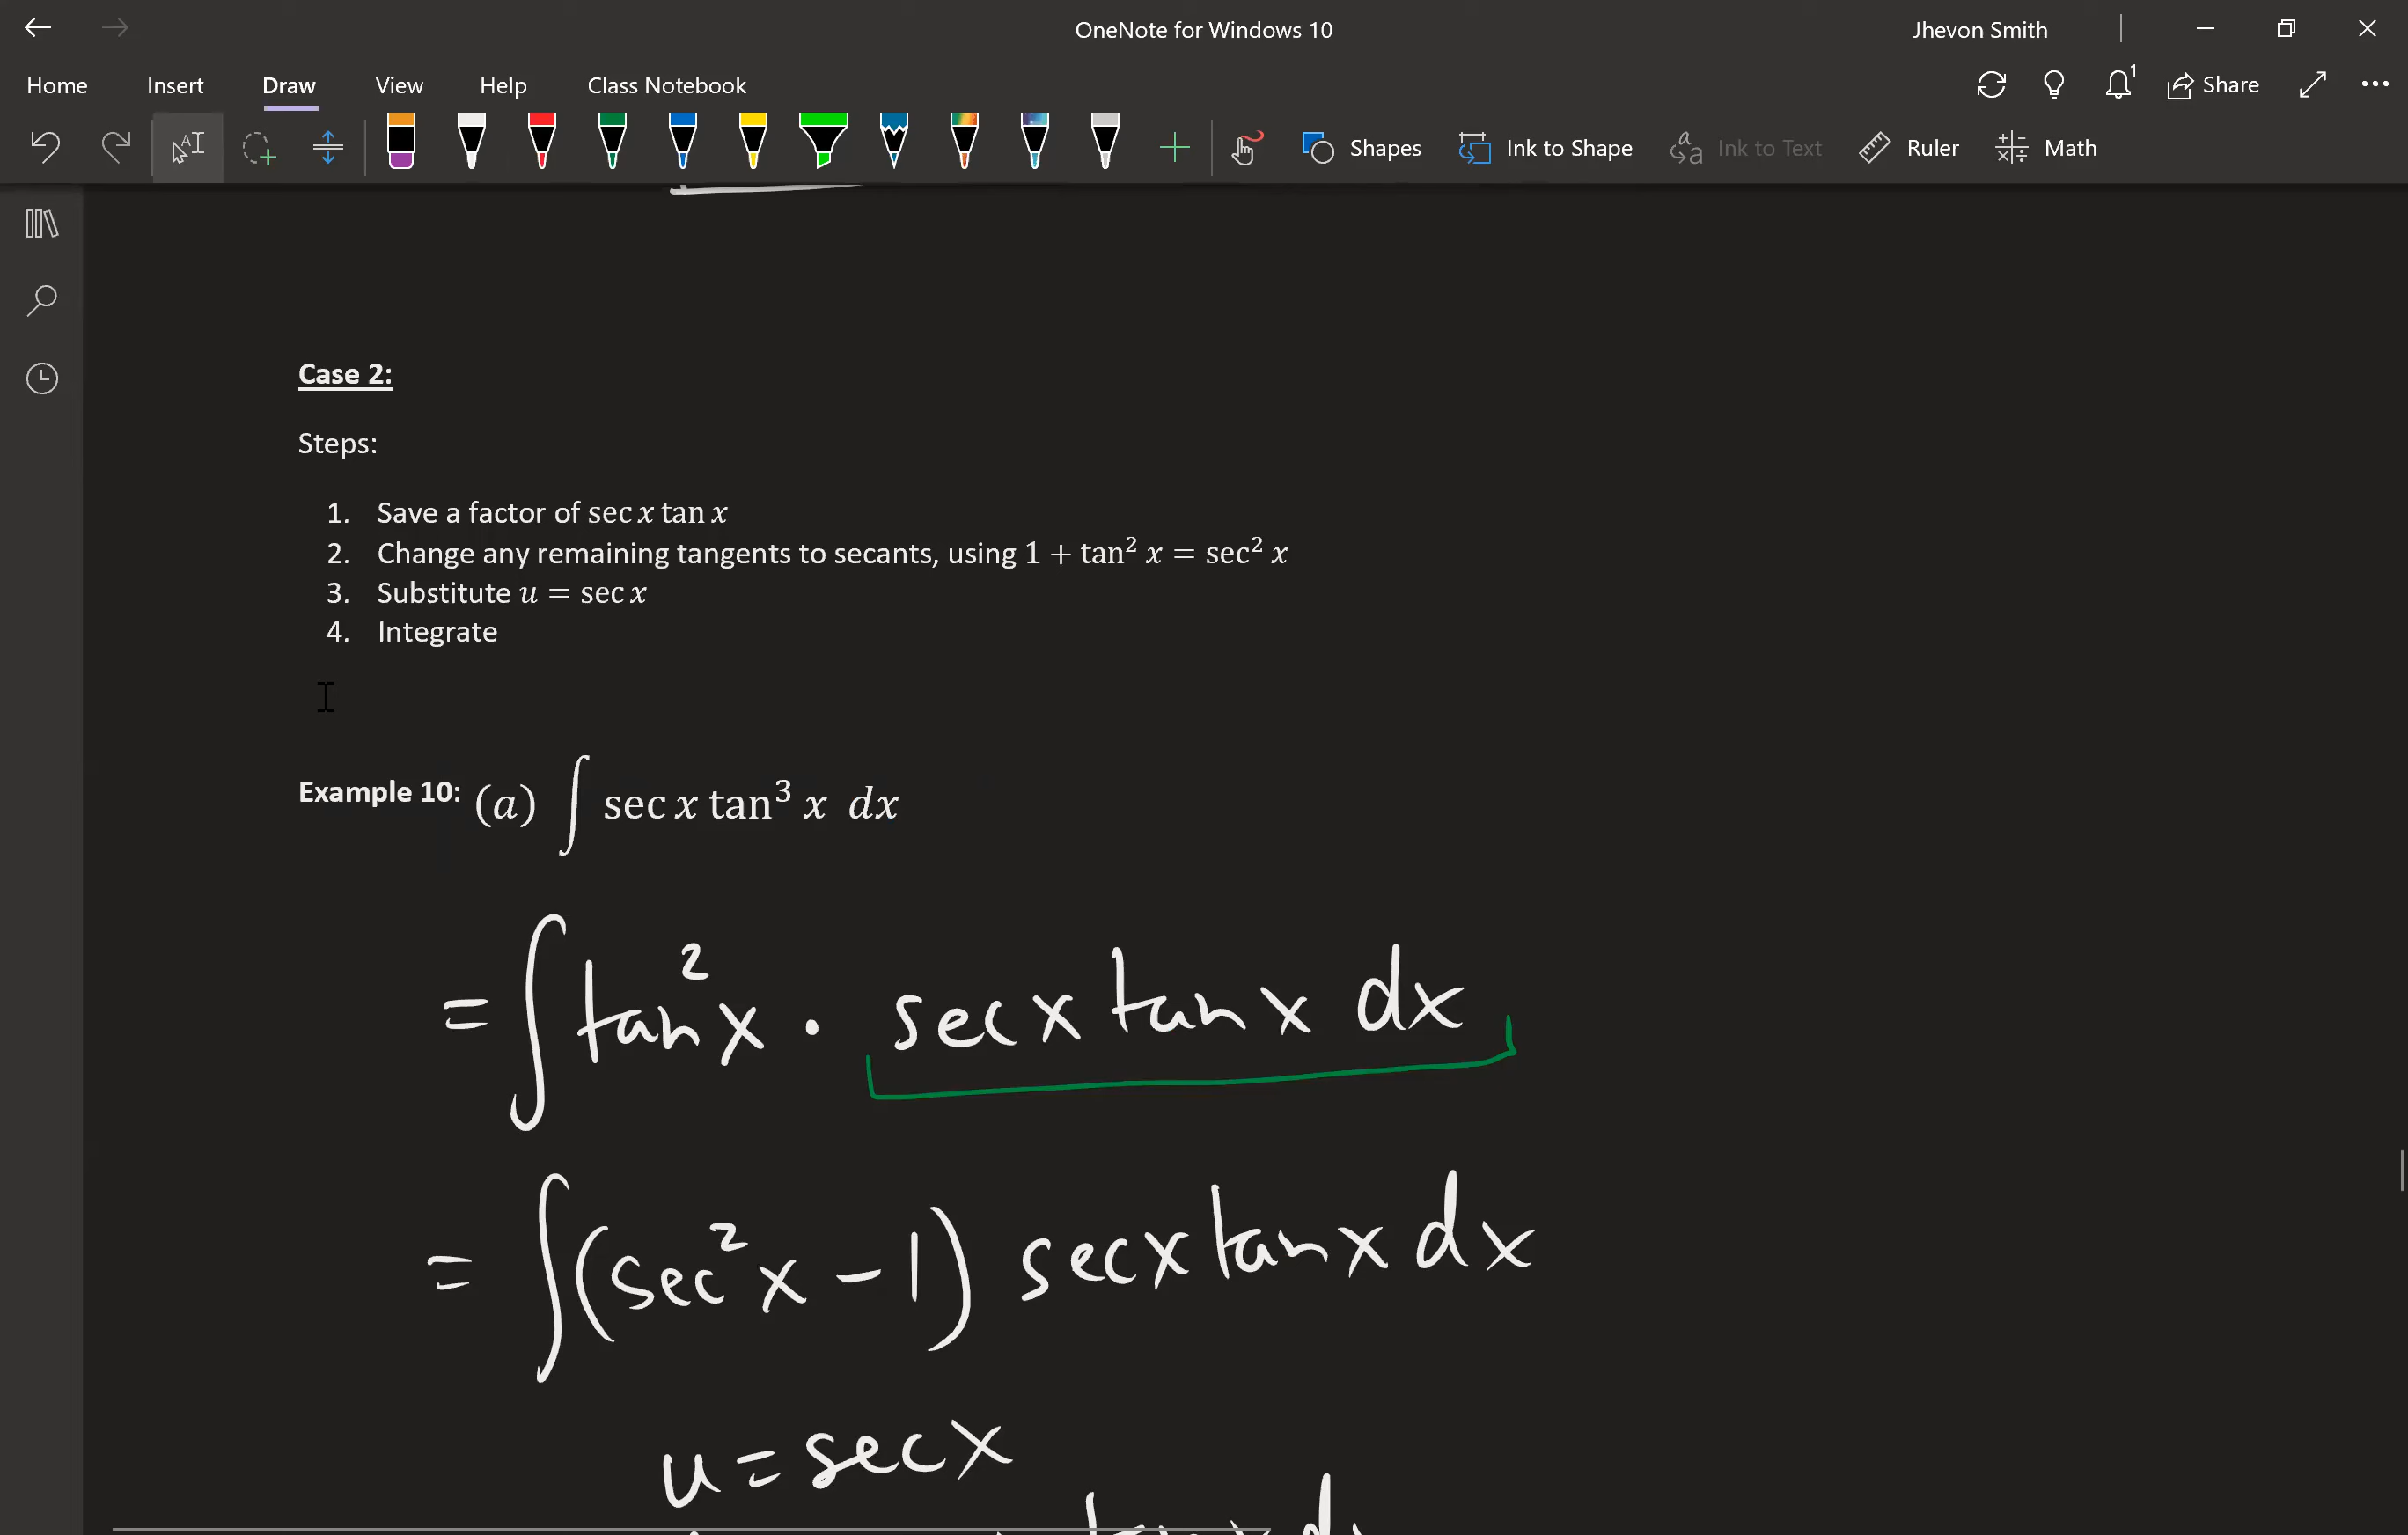 OneNote for Windows 10
Jhevon Smith
Home Insert Draw View Help Class Notebook
1
Share
Shapes Ink to Shape Ink to Text Ruler Math
Case 2:
Steps:
1. Save a factor of sec x tan x
2. Change any remaining tangents to secants, using 1 + tan² x = sec² x
3. Substitute u = sec x
4. Integrate
Example 10: (a) ∫ sec x tan³ x dx
= ∫ tan² x · sec x tan x dx
= ∫ (sec² x − 1) sec x tan x dx
u = sec x